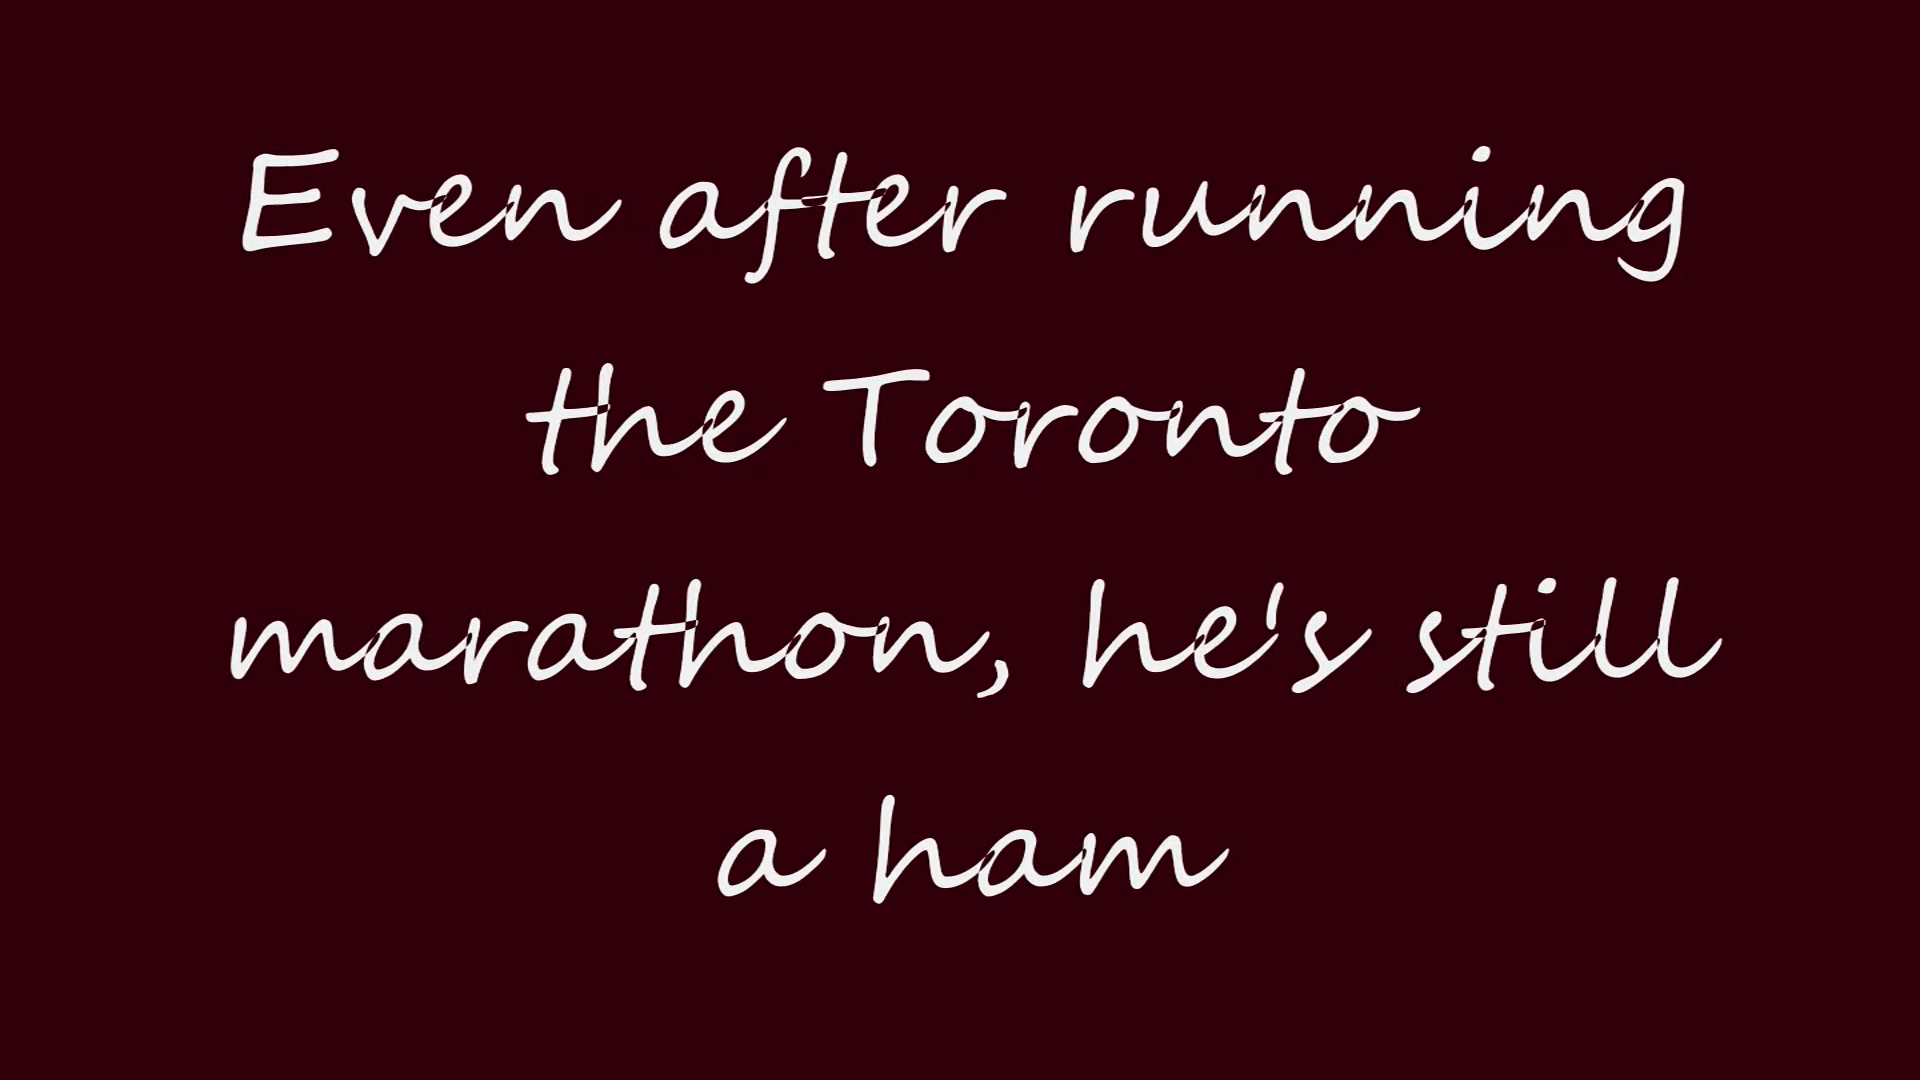 Even after running
the Toronto
marathon, he's still
a ham